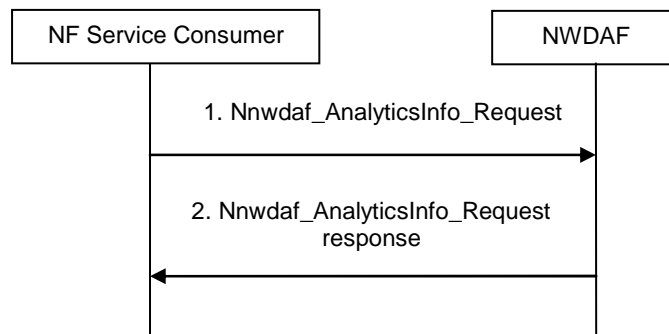 NF Service Consumer
NWDAF
1. Nnwdaf_AnalyticsInfo_Request
2. Nnwdaf_AnalyticsInfo_Request
response